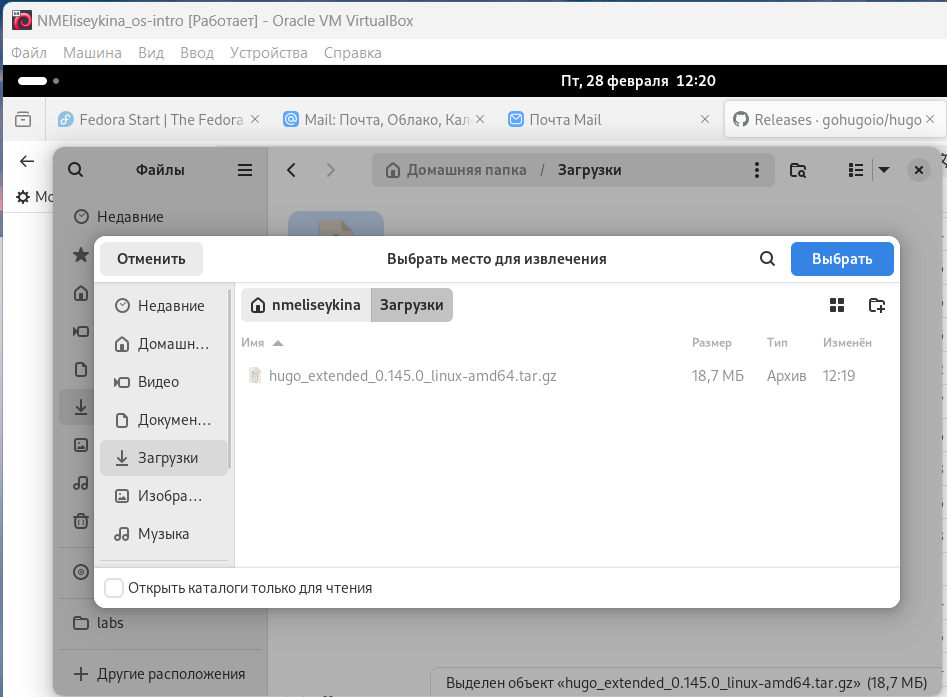 NMEliseykina_os-intro [Работает] - Oracle VM VirtualBox
Файл Машина Вид Ввод Устройства Справка
Пт, 28 февраля 12:20
Fedora Start | The Fedora
Mail: Почта, Облако, Кал
Почта Mail
Releases · gohugoio/hugo
Мо
Файлы
Домашняя папка / Загрузки
Недавние
Отменить
Выбрать место для извлечения
Выбрать
Недавние
Домашн...
Видео
Докумен...
Загрузки
Изобра...
Музыка
nmeliseykina Загрузки
Имя Размер Тип Изменён
hugo_extended_0.145.0_linux-amd64.tar.gz 18,7 МБ Архив 12:19
Открыть каталоги только для чтения
labs
Другие расположения
Выделен объект «hugo_extended_0.145.0_linux-amd64.tar.gz» (18,7 МБ)